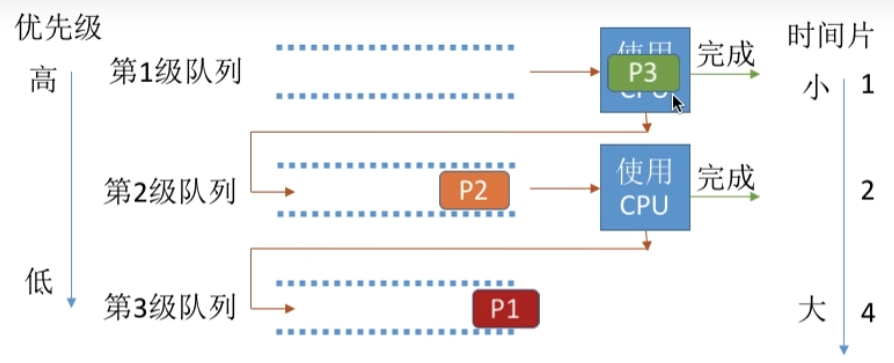 优先级
时间片
高
第1级队列
使用
P3
CPU
完成
小
1
第2级队列
P2
使用
CPU
完成
2
低
第3级队列
P1
大
4